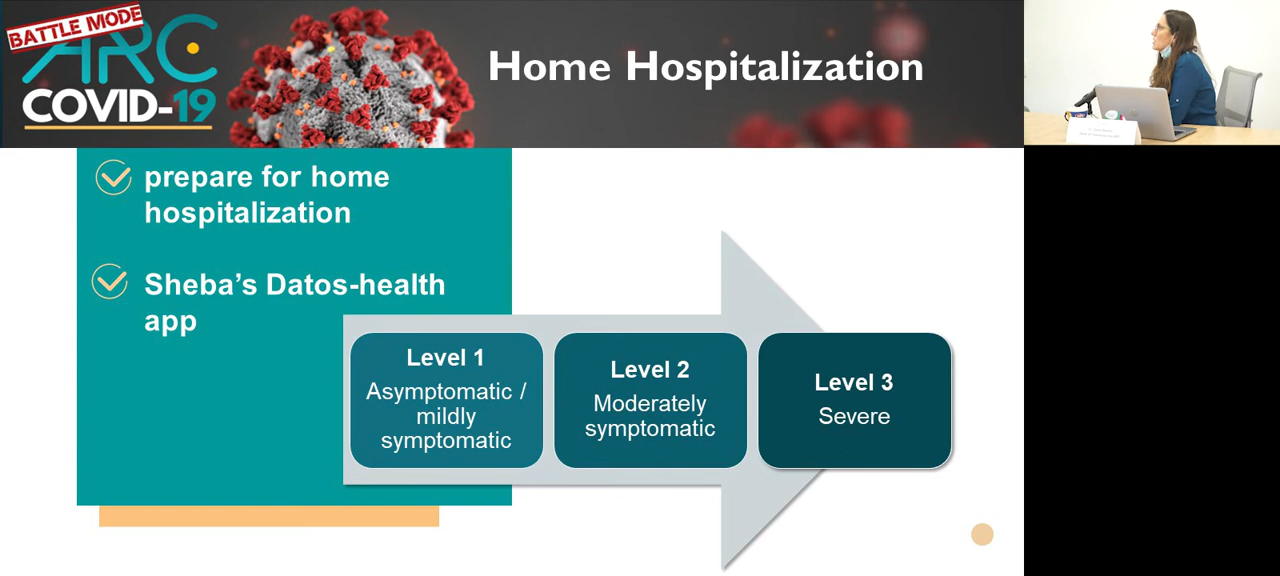 BATTLE MODE
ARC
COVID-19
Home Hospitalization
prepare for home
hospitalization
Sheba’s Datos-health
app
Level 1
Asymptomatic /
mildly
symptomatic
Level 2
Moderately
symptomatic
Level 3
Severe